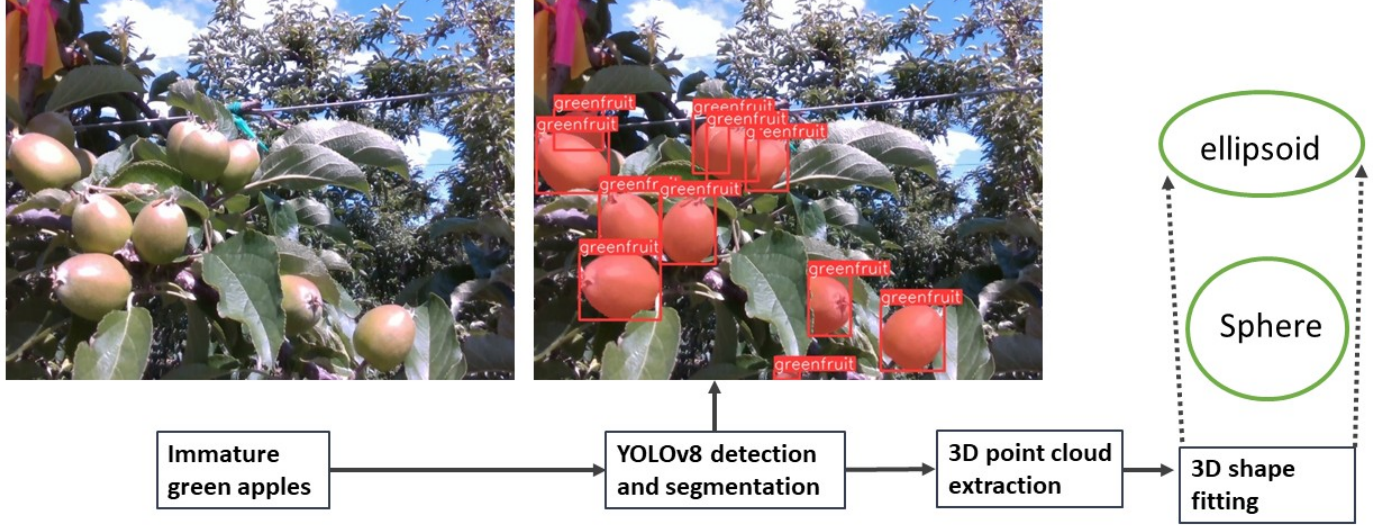 greenfruit
greenfruit
greenfruit
greenfruit
greenfruit
greenfruit
greenfruit
greenfruit
greenfruit
greenfruit
greenfruit
ellipsoid
Sphere
Immature
green apples
YOLOv8 detection
and segmentation
3D point cloud
extraction
3D shape
fitting